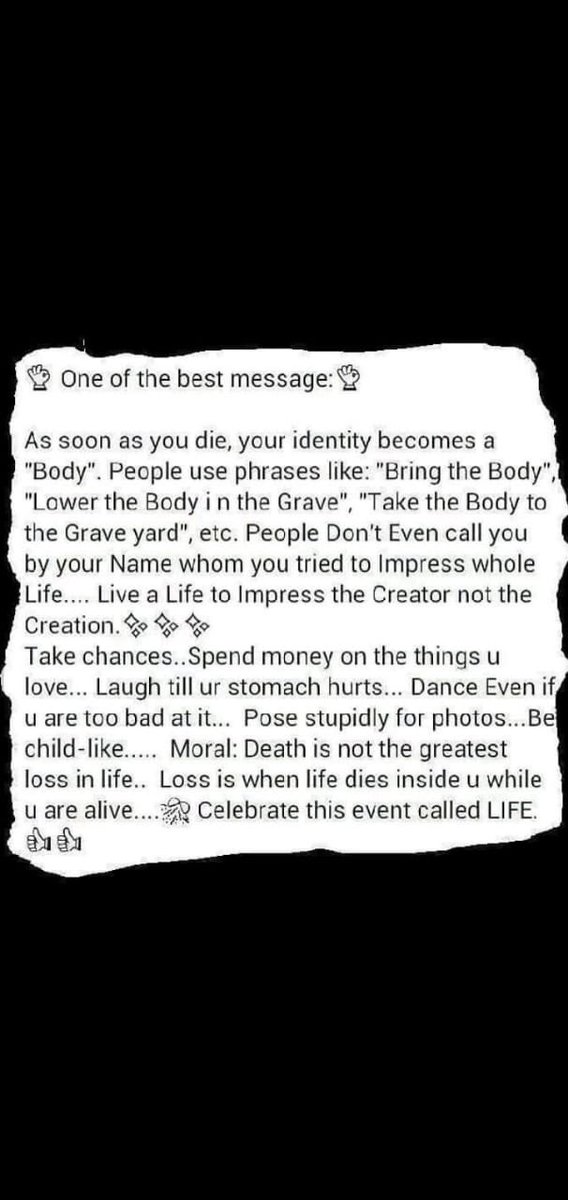 👌 One of the best message:👌
As soon as you die, your identity becomes a
"Body". People use phrases like: "Bring the Body",
"Lower the Body i n the Grave", "Take the Body to
the Grave yard", etc. People Don't Even call you
by your Name whom you tried to Impress whole
Life.... Live a Life to Impress the Creator not the
Creation.✨✨✨
Take chances..Spend money on the things u
love... Laugh till ur stomach hurts... Dance Even if
u are too bad at it... Pose stupidly for photos...Be
child-like..... Moral: Death is not the greatest
loss in life.. Loss is when life dies inside u while
u are alive....🎊 Celebrate this event called LIFE.
👍👍